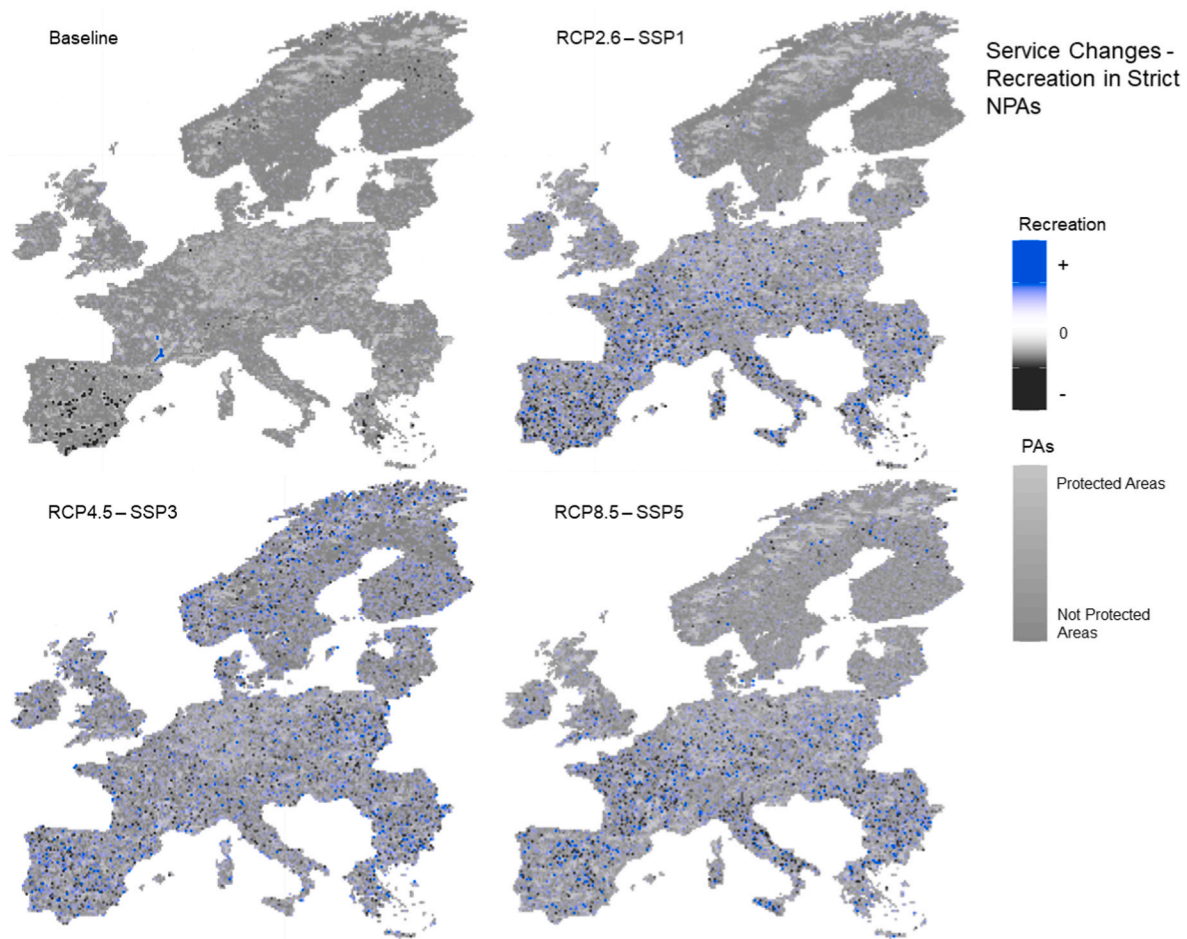 Baseline
RCP2.6 – SSP1
Service Changes -
Recreation in Strict
NPAs
Recreation
+
0
-
PAs
Protected Areas
Not Protected
Areas
RCP4.5 – SSP3
RCP8.5 – SSP5